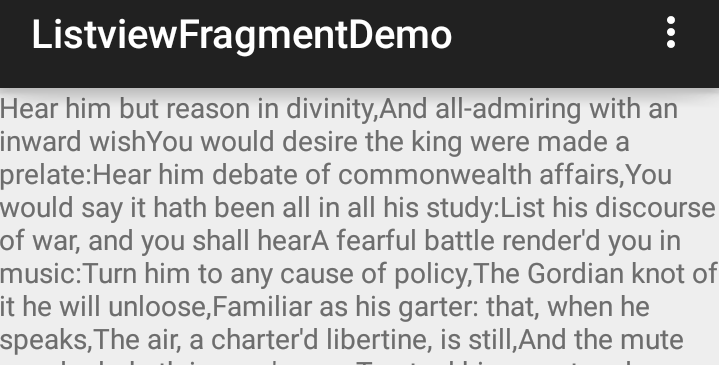 ListviewFragmentDemo
Hear him but reason in divinity,And all-admiring with an
inward wishYou would desire the king were made a
prelate:Hear him debate of commonwealth affairs,You
would say it hath been all in all his study:List his discourse
of war, and you shall hearA fearful battle render'd you in
music:Turn him to any cause of policy,The Gordian knot of
it he will unloose,Familiar as his garter: that, when he
speaks,The air, a charter'd libertine, is still,And the mute